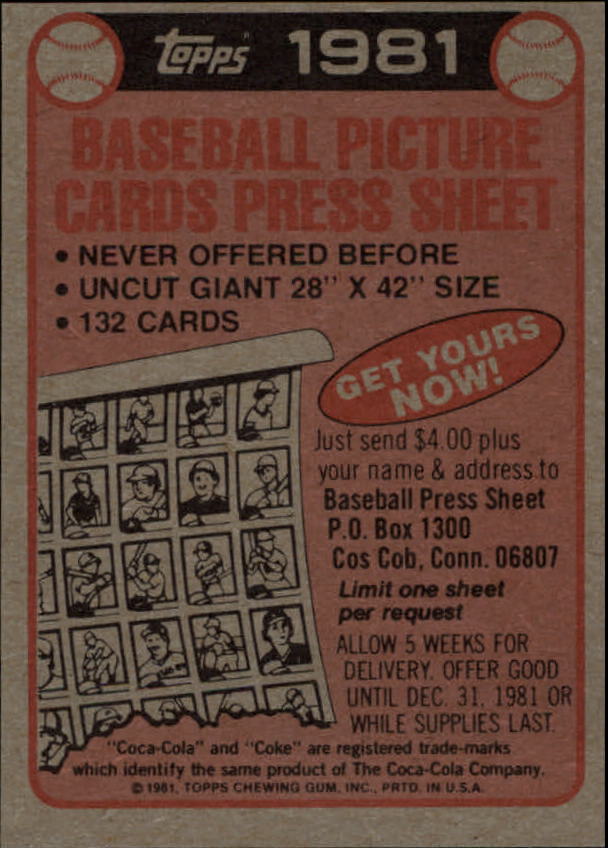 Topps 1981
BASEBALL PICTURE
CARDS PRESS SHEET
• NEVER OFFERED BEFORE
• UNCUT GIANT 28'' X 42'' SIZE
• 132 CARDS
GET YOURS
NOW!
Just send $4.00 plus
your name & address to
Baseball Press Sheet
P.O. Box 1300
Cos Cob, Conn. 06807
Limit one sheet
per request
ALLOW 5 WEEKS FOR
DELIVERY. OFFER GOOD
UNTIL DEC. 31, 1981 OR
WHILE SUPPLIES LAST.
"Coca-Cola" and "Coke" are registered trade-marks
which identify the same product of The Coca-Cola Company.
© 1981, TOPPS CHEWING GUM, INC., PRTD. IN U.S.A.